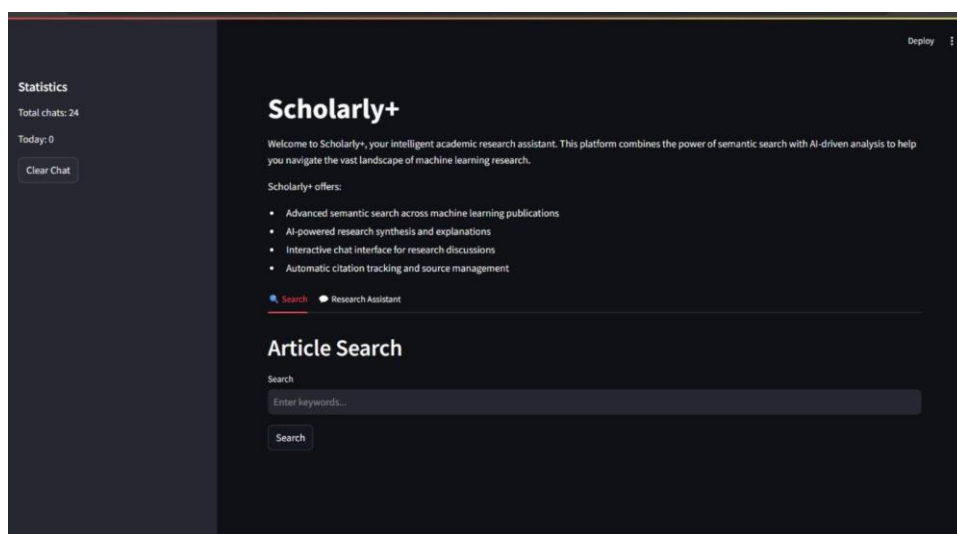 Deploy
Statistics
Total chats: 24
Today: 0
Clear Chat
Scholarly+
Welcome to Scholarly+, your intelligent academic research assistant. This platform combines the power of semantic search with AI-driven analysis to help
you navigate the vast landscape of machine learning research.
Scholarly+ offers:
• Advanced semantic search across machine learning publications
• AI-powered research synthesis and explanations
• Interactive chat interface for research discussions
• Automatic citation tracking and source management
Search Research Assistant
Article Search
Search
Enter keywords...
Search